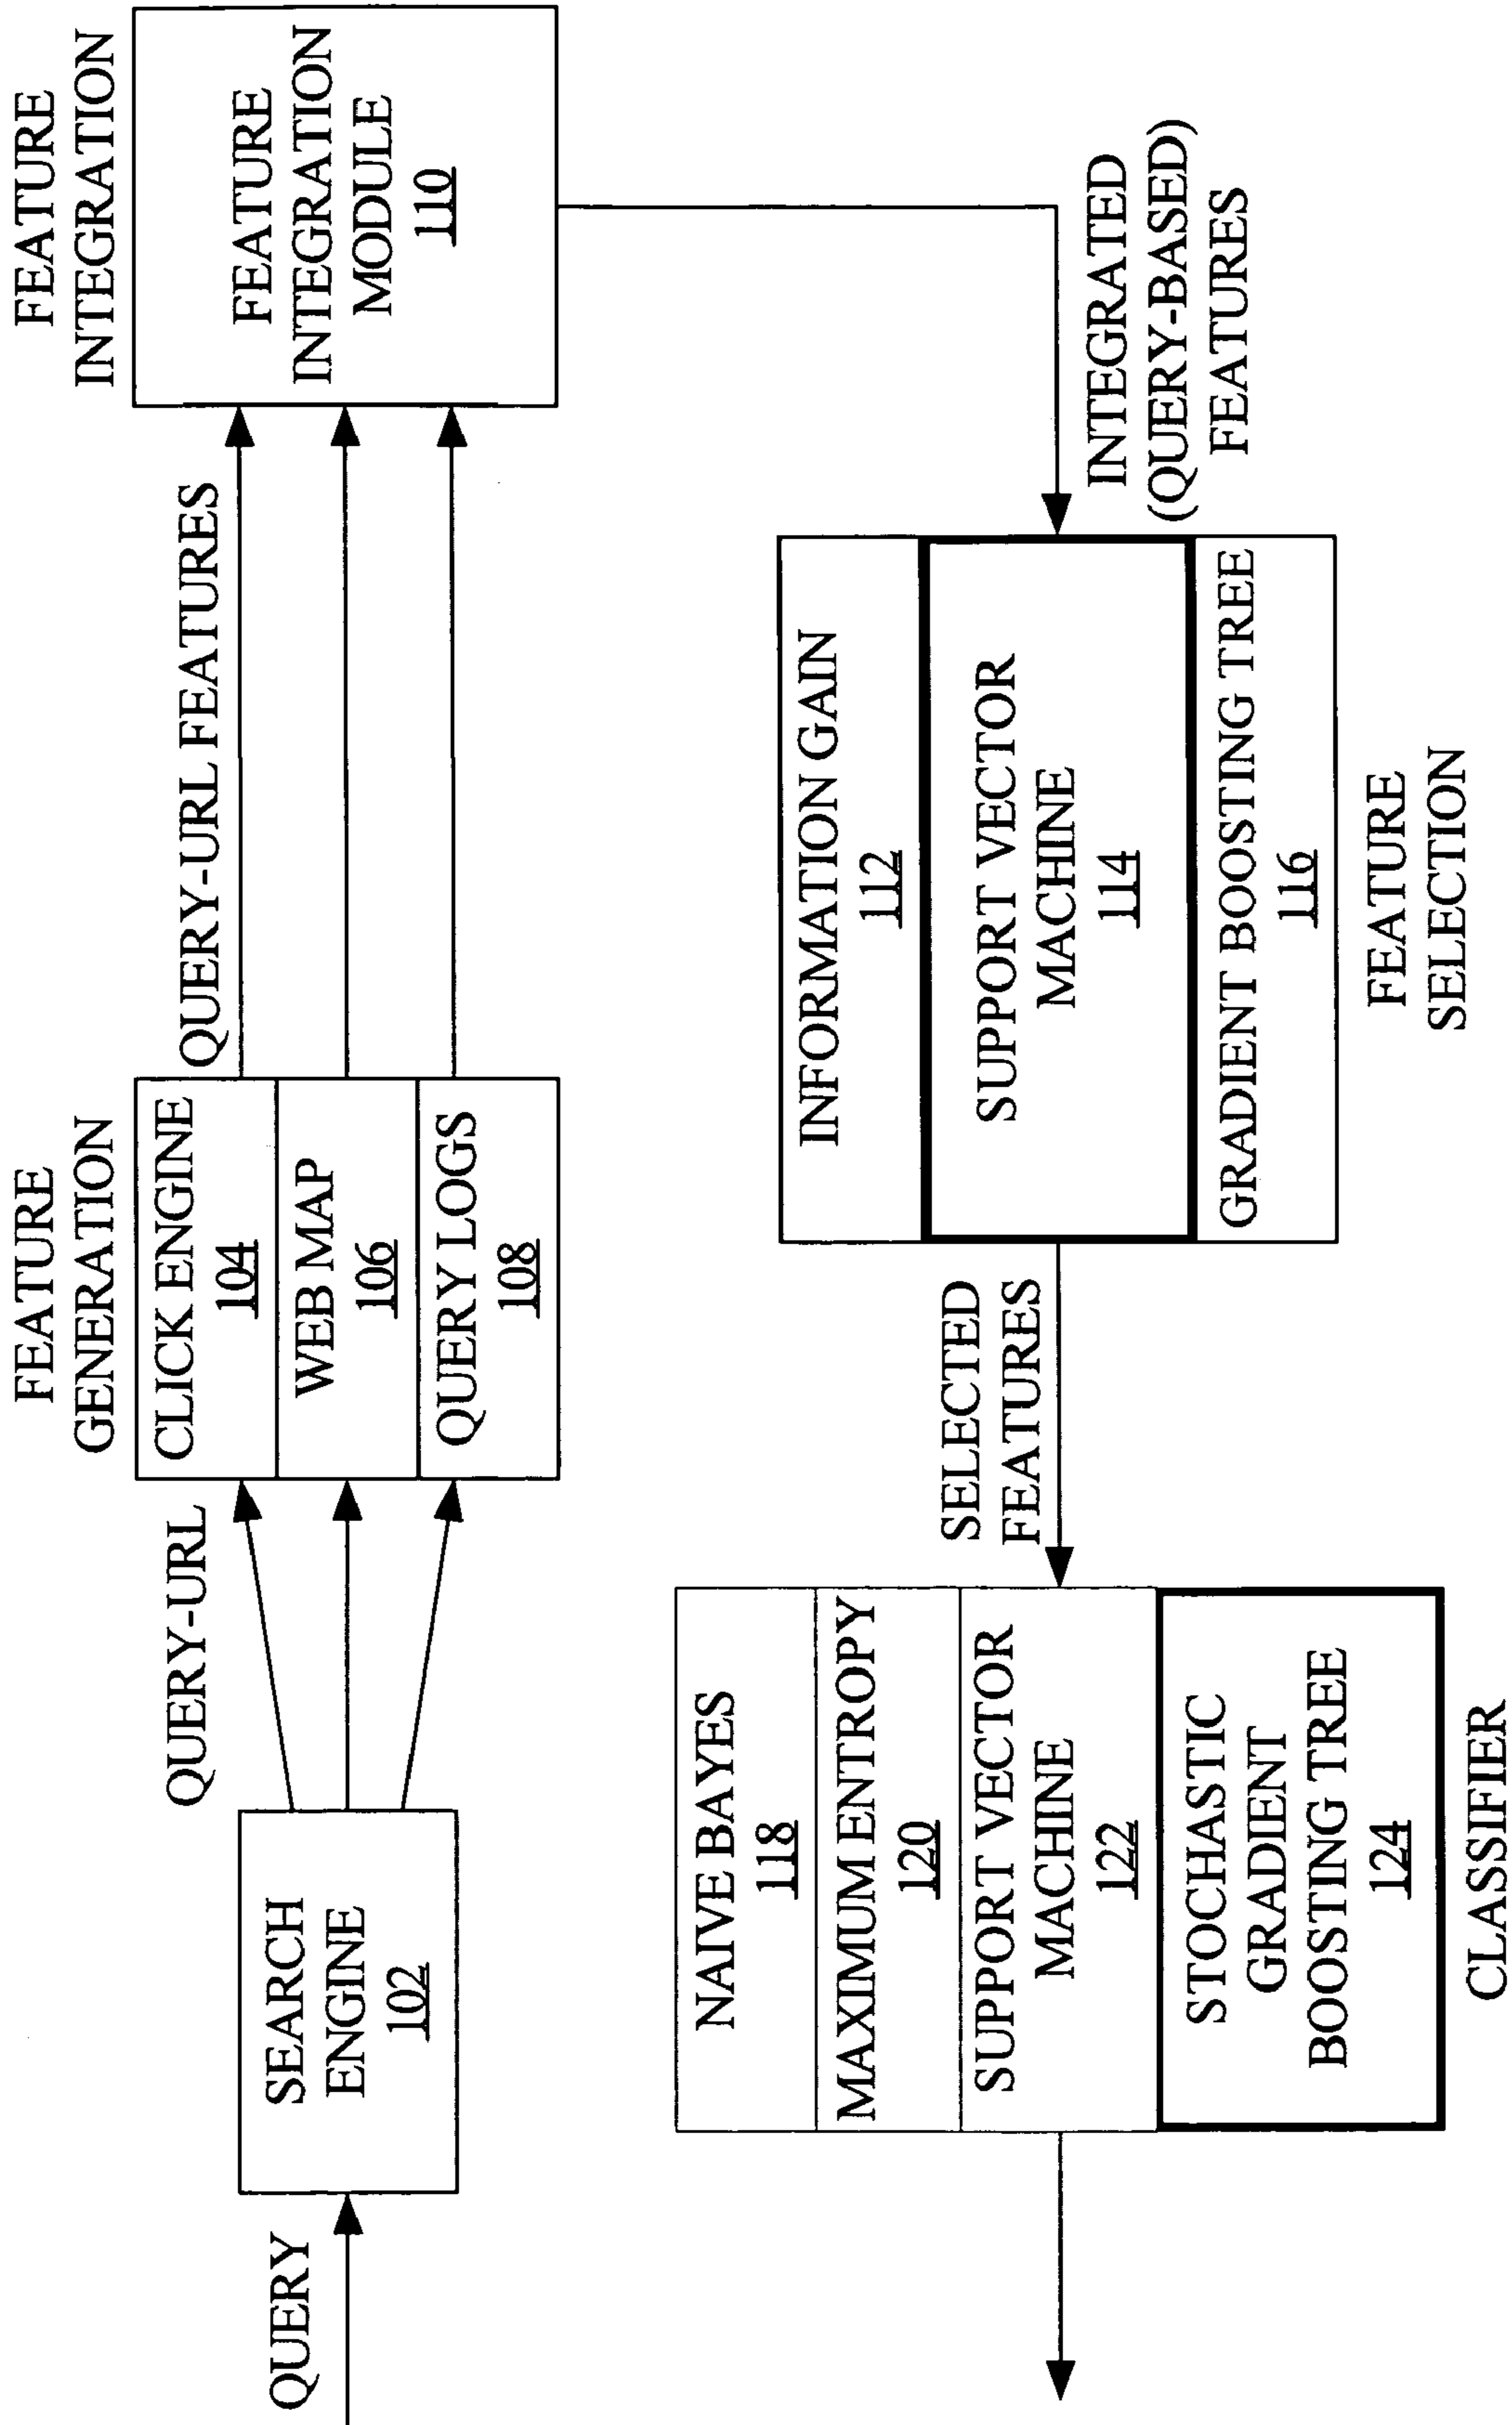 QUERY
SEARCH
ENGINE
102
QUERY-URL
FEATURE
GENERATION
CLICK ENGINE
104
WEB MAP
106
QUERY LOGS
108
QUERY-URL FEATURES
FEATURE
INTEGRATION
FEATURE
INTEGRATION
MODULE
110
INTEGRATED
(QUERY-BASED)
FEATURES
INFORMATION GAIN
112
SUPPORT VECTOR
MACHINE
114
GRADIENT BOOSTING TREE
116
FEATURE
SELECTION
SELECTED
FEATURES
NAIVE BAYES
118
MAXIMUM ENTROPY
120
SUPPORT VECTOR
MACHINE
122
STOCHASTIC
GRADIENT
BOOSTING TREE
124
CLASSIFIER